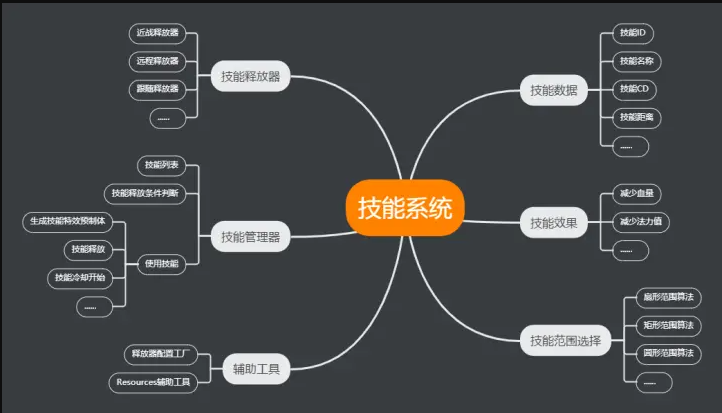 技能系统
技能释放器
近战释放器
远程释放器
跟随释放器
......
技能管理器
技能列表
技能释放条件判断
使用技能
生成技能特效预制体
技能释放
技能冷却开始
......
辅助工具
释放器配置工厂
Resources辅助工具
技能数据
技能ID
技能名称
技能CD
技能距离
......
技能效果
减少血量
减少法力值
......
技能范围选择
扇形范围算法
矩形范围算法
圆形范围算法
......